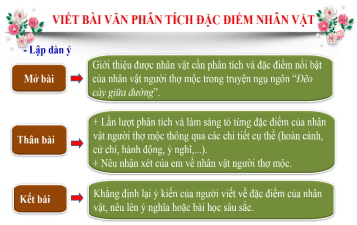 VIẾT BÀI VĂN PHÂN TÍCH ĐẶC ĐIỂM NHÂN VẬT
- Lập dàn ý
Mở bài
Giới thiệu được nhân vật cần phân tích và đặc điểm nổi bật
của nhân vật người thợ mộc trong truyện ngụ ngôn “Đẽo
cày giữa đường”.
Thân bài
+ Lần lượt phân tích và làm sáng tỏ từng đặc điểm của nhân
vật người thợ mộc thông qua các chi tiết cụ thể (hoàn cảnh,
cử chỉ, hành động, ý nghĩ,...).
+ Nêu nhận xét của em về nhân vật người thợ mộc.
Kết bài
Khẳng định lại ý kiến của người viết về đặc điểm của nhân
vật, nêu lên ý nghĩa hoặc bài học sâu sắc.